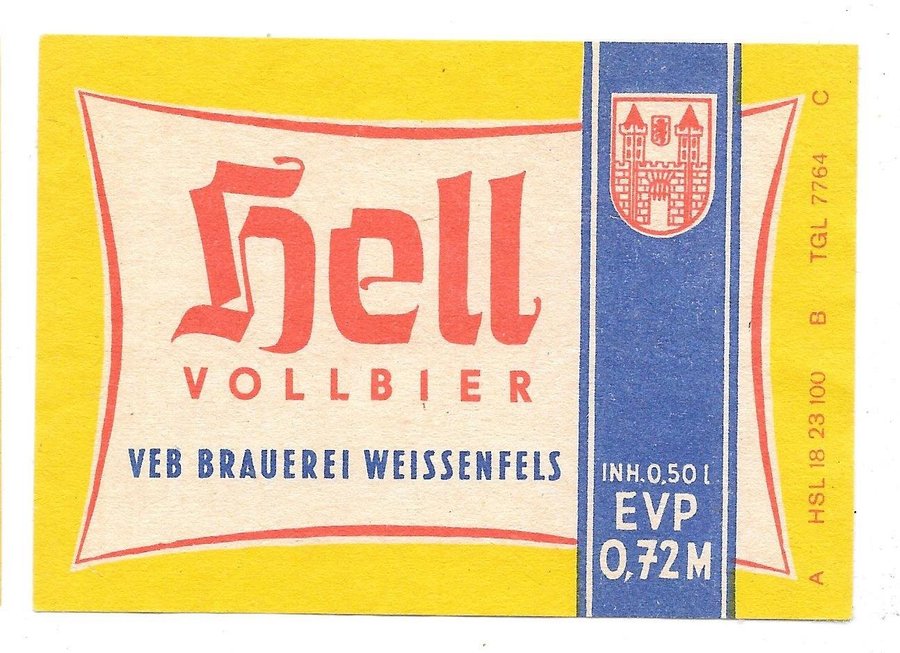 Hell
VOLLBIER
VEB BRAUEREI WEISSENFELS
INH. 0,50 l
EVP
0,72 M
A HSL 18 23 100 B TGL 7764 C